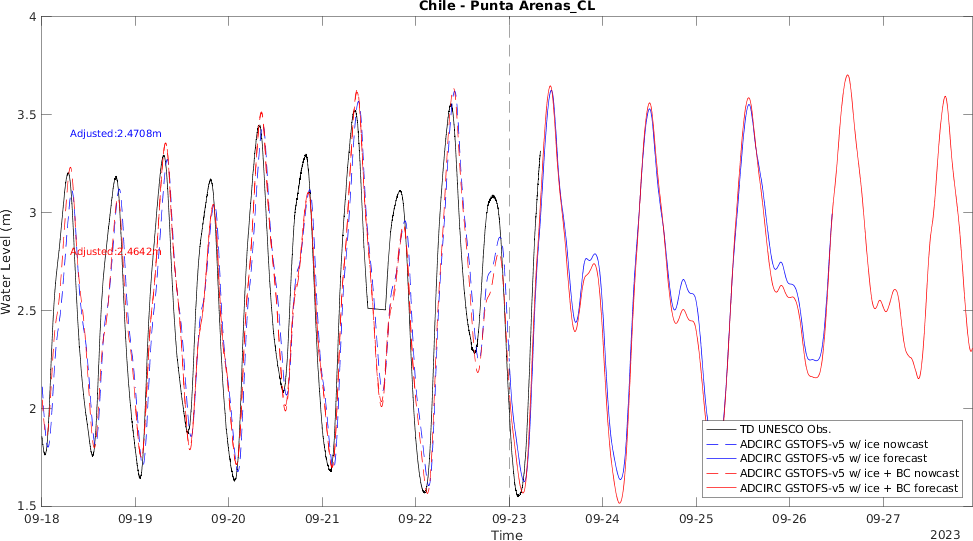 Chile - Punta Arenas_CL
Water Level (m)
4
3.5
3
2.5
2
1.5
Adjusted:2.4708m
Adjusted:2.4642m
TD UNESCO Obs.
ADCIRC GSTOFS-v5 w/ ice nowcast
ADCIRC GSTOFS-v5 w/ ice forecast
ADCIRC GSTOFS-v5 w/ ice + BC nowcast
ADCIRC GSTOFS-v5 w/ ice + BC forecast
09-18 09-19 09-20 09-21 09-22 09-23 09-24 09-25 09-26 09-27
Time
2023